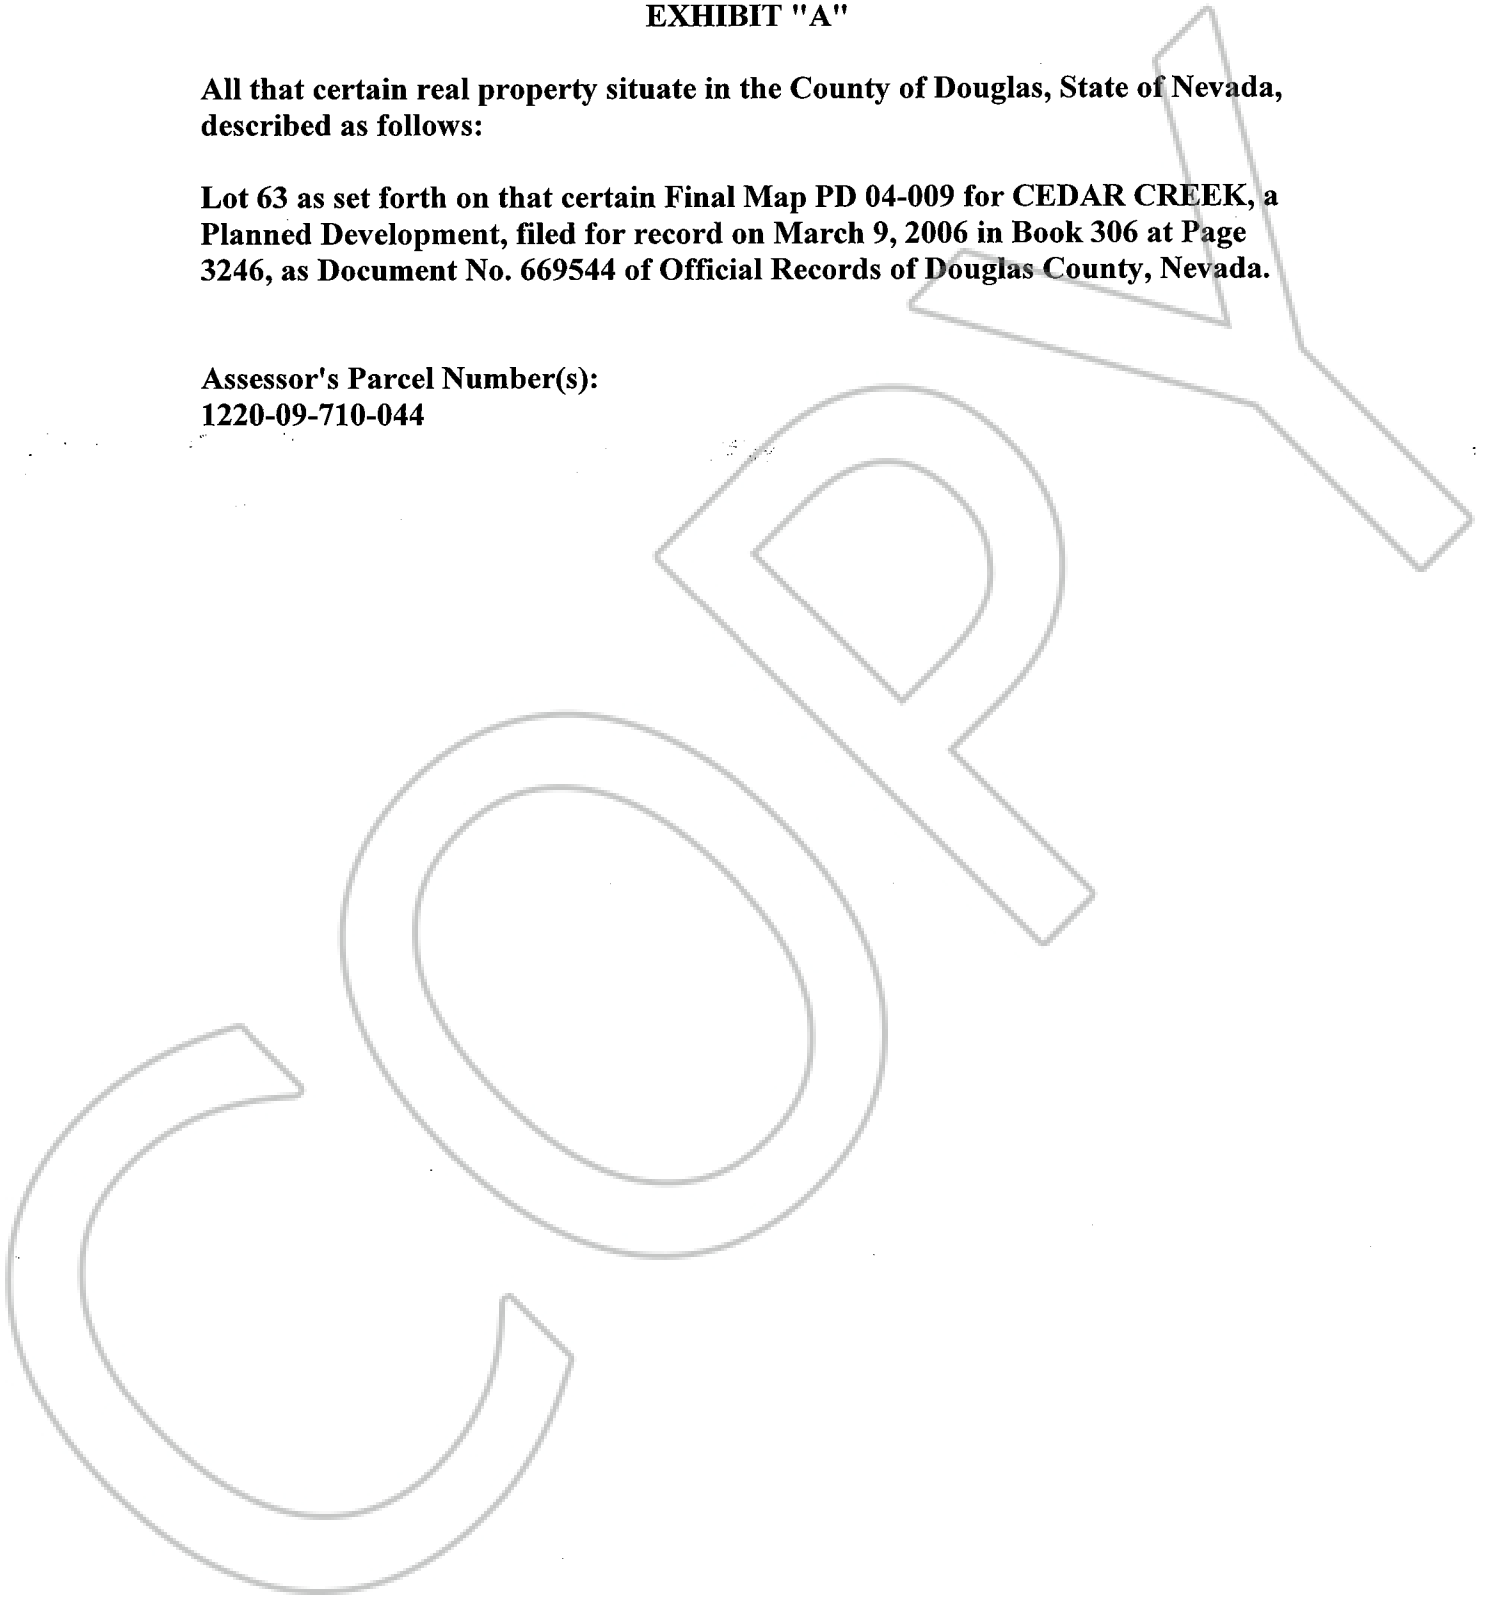 EXHIBIT "A"
All that certain real property situate in the County of Douglas, State of Nevada,
described as follows:
Lot 63 as set forth on that certain Final Map PD 04-009 for CEDAR CREEK, a
Planned Development, filed for record on March 9, 2006 in Book 306 at Page
3246, as Document No. 669544 of Official Records of Douglas County, Nevada.
Assessor's Parcel Number(s):
1220-09-710-044
COPY